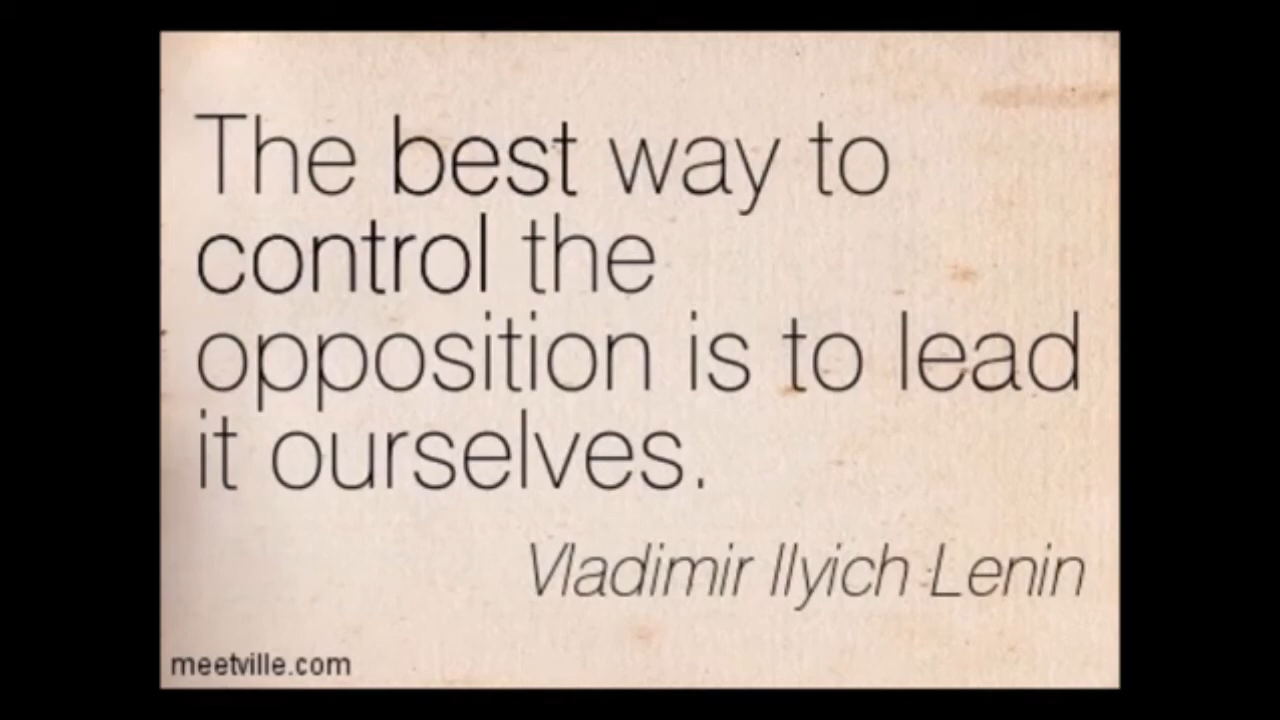 The best way to
control the
opposition is to lead
it ourselves.
Vladimir Ilyich Lenin
meetville.com